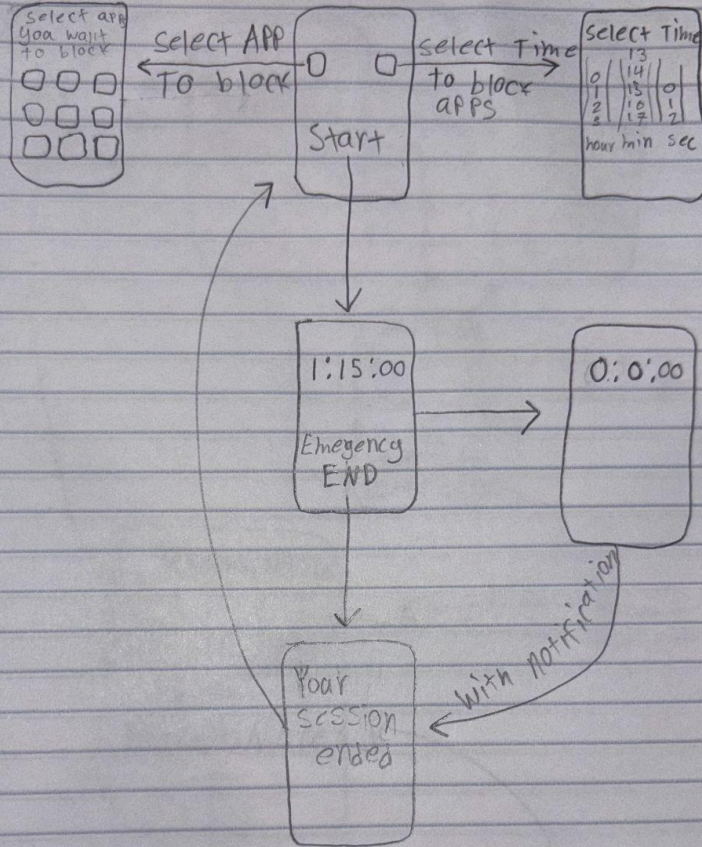 select app
you want
to block
Select APP
To block
Start
Select Time
to block
apps
Select Time
13
14
0
15
0
1
16
1
2
17
2
hour min sec
1:15:00
Emegency
END
0:0:00
With notification
Your
session
ended